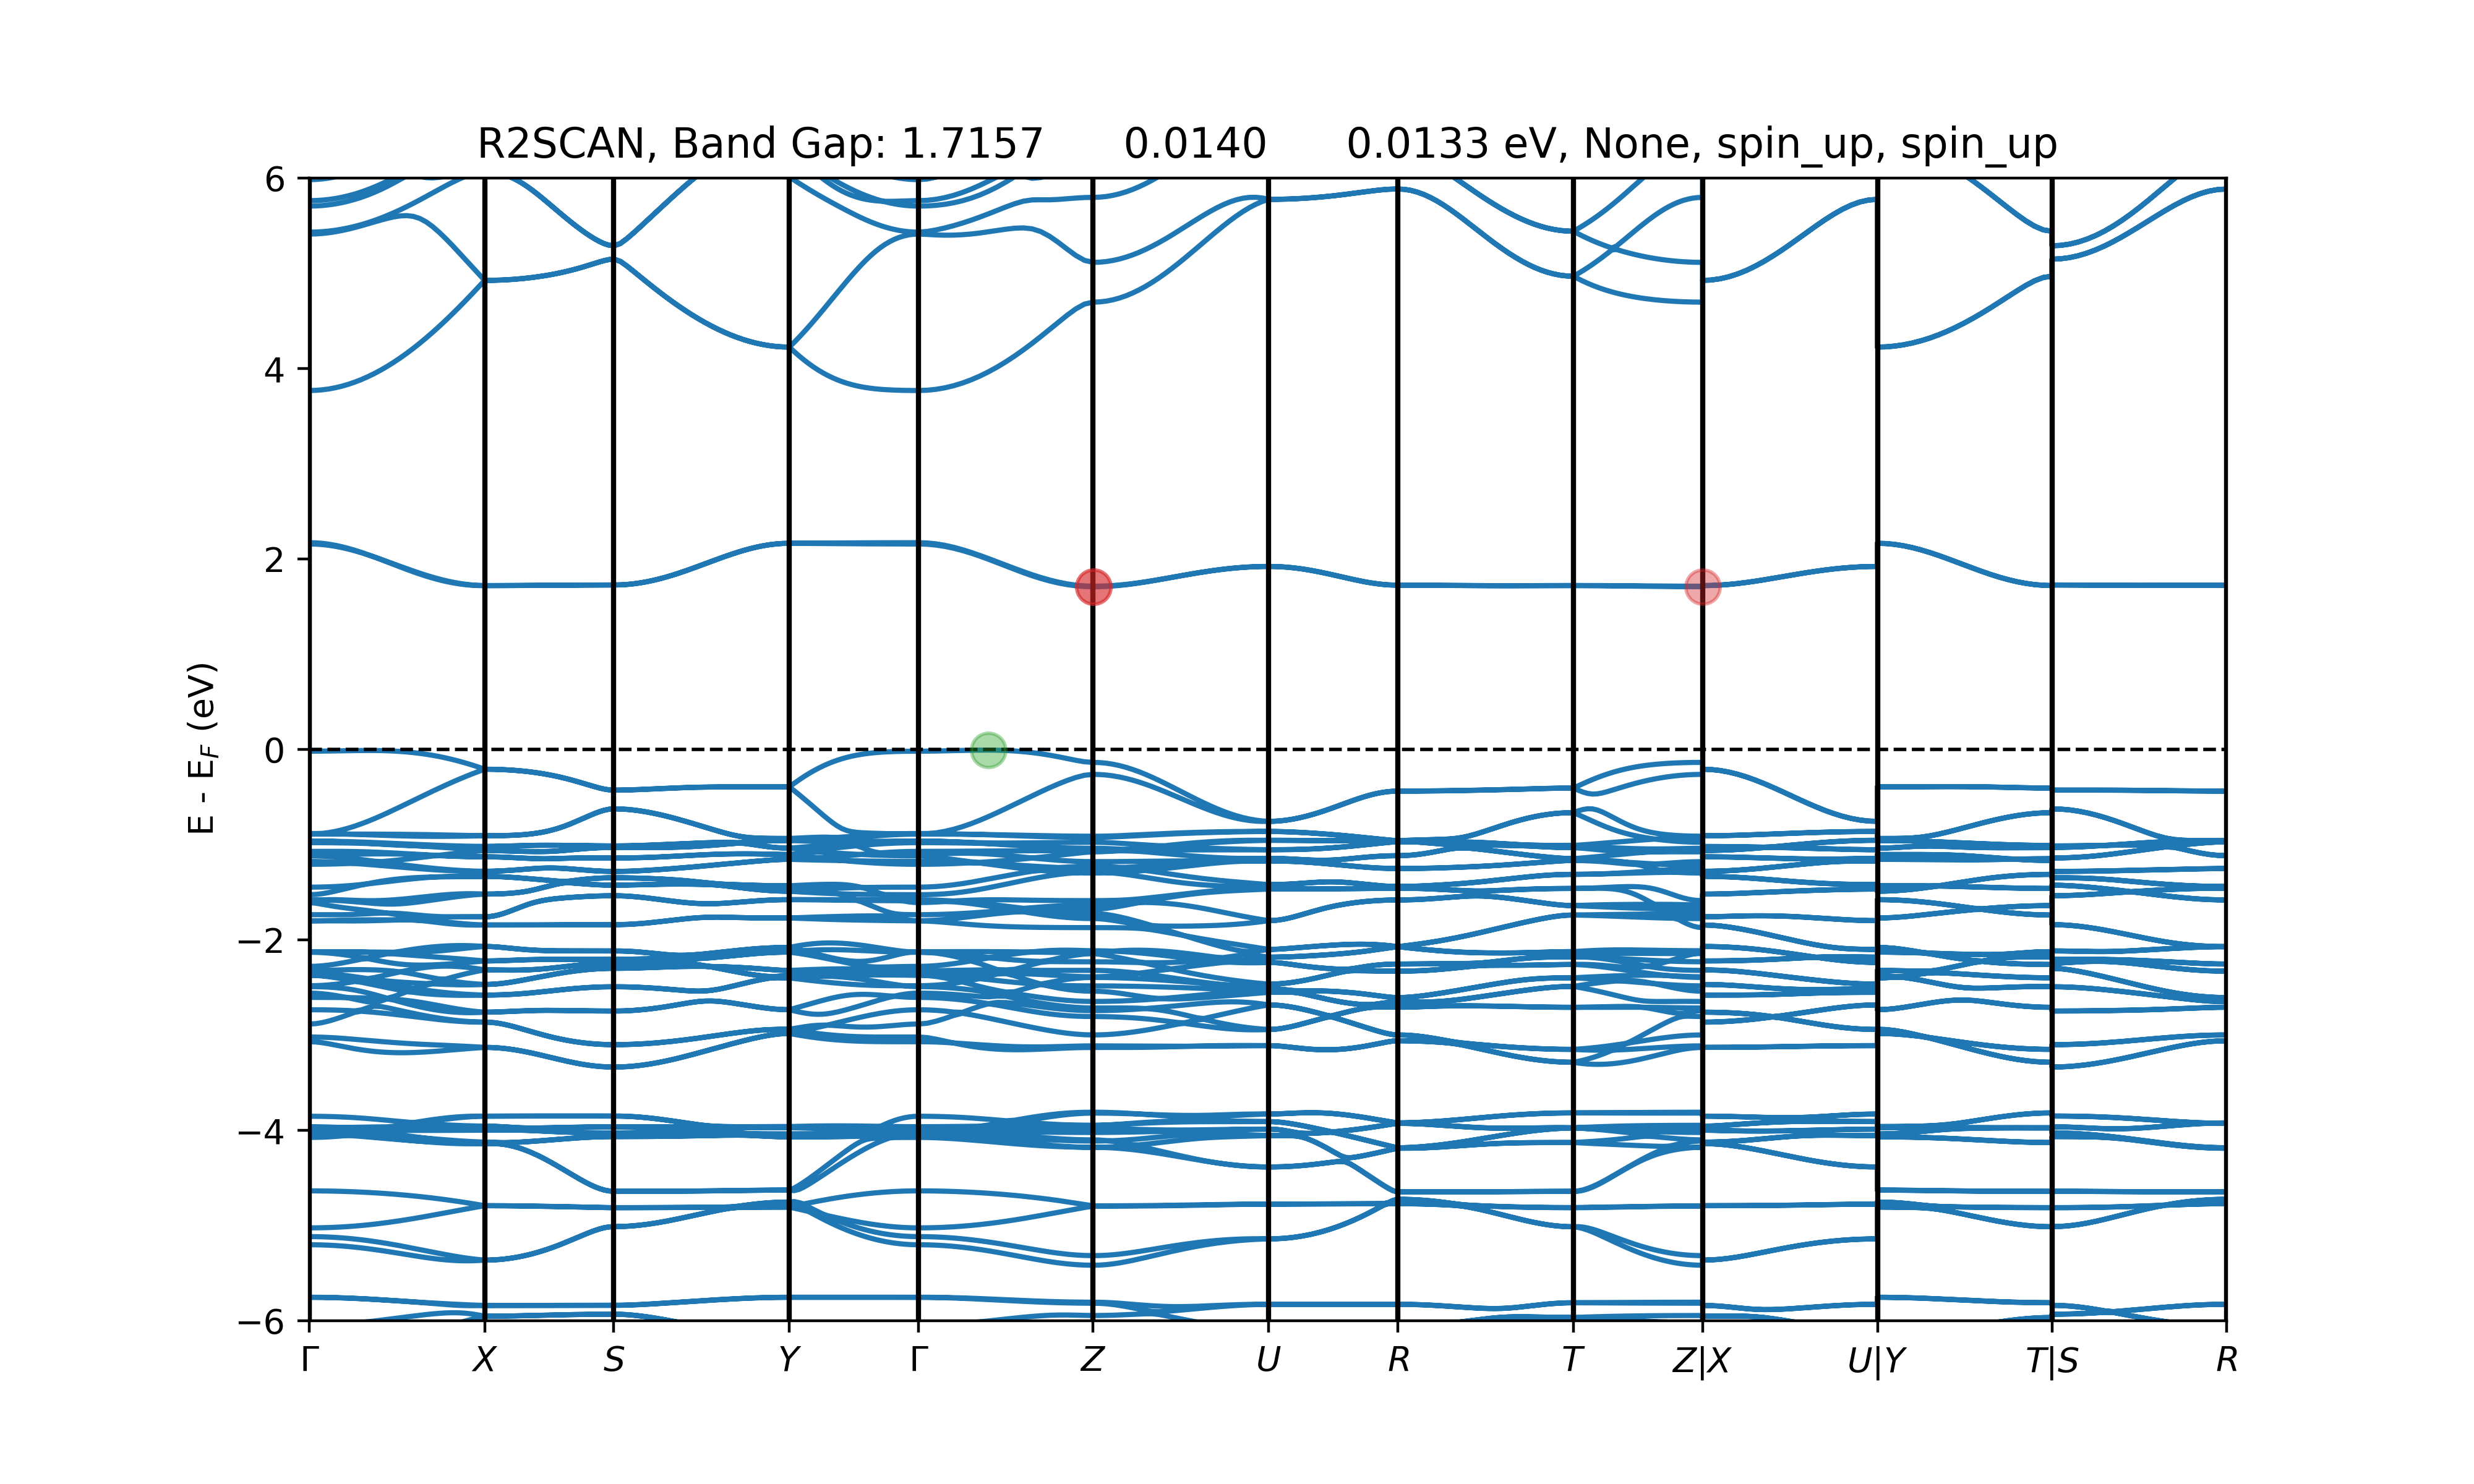 R2SCAN, Band Gap: 1.7157 0.0140 0.0133 eV, None, spin_up, spin_up
E - E_F (eV)
6
4
2
0
−2
−4
−6
Γ X S Y Γ Z U R T Z|X U|Y T|S R